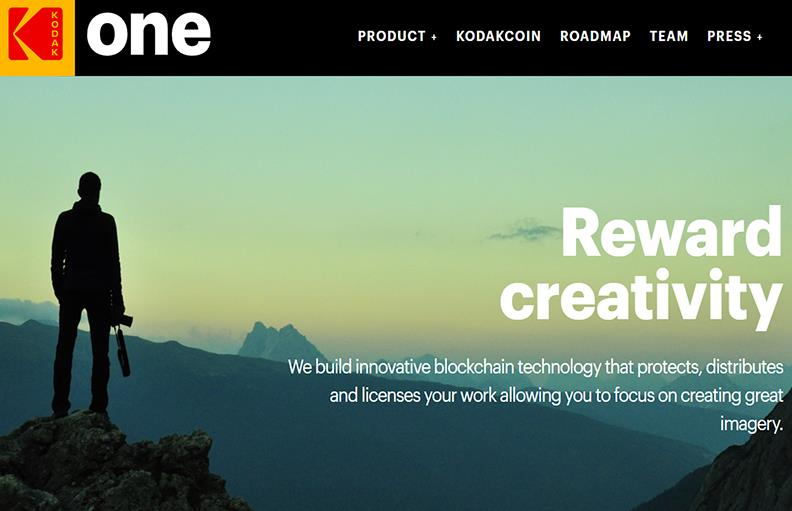 KODAK
one
PRODUCT + KODAKCOIN ROADMAP TEAM PRESS +
Reward
creativity
We build innovative blockchain technology that protects, distributes
and licenses your work allowing you to focus on creating great
imagery.